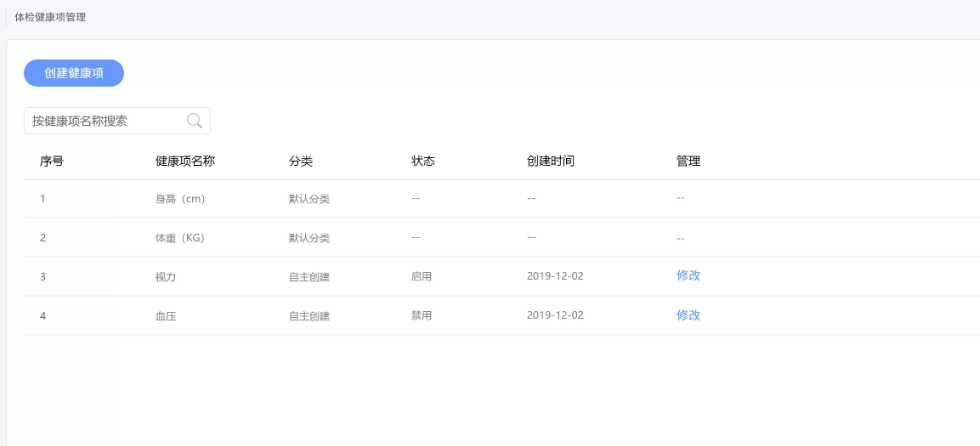 体检健康项管理
创建健康项
按健康项名称搜索
序号 健康项名称 分类 状态 创建时间 管理
1 身高（cm） 默认分类 -- -- --
2 体重（KG） 默认分类 -- -- --
3 视力 自主创建 启用 2019-12-02 修改
4 血压 自主创建 禁用 2019-12-02 修改